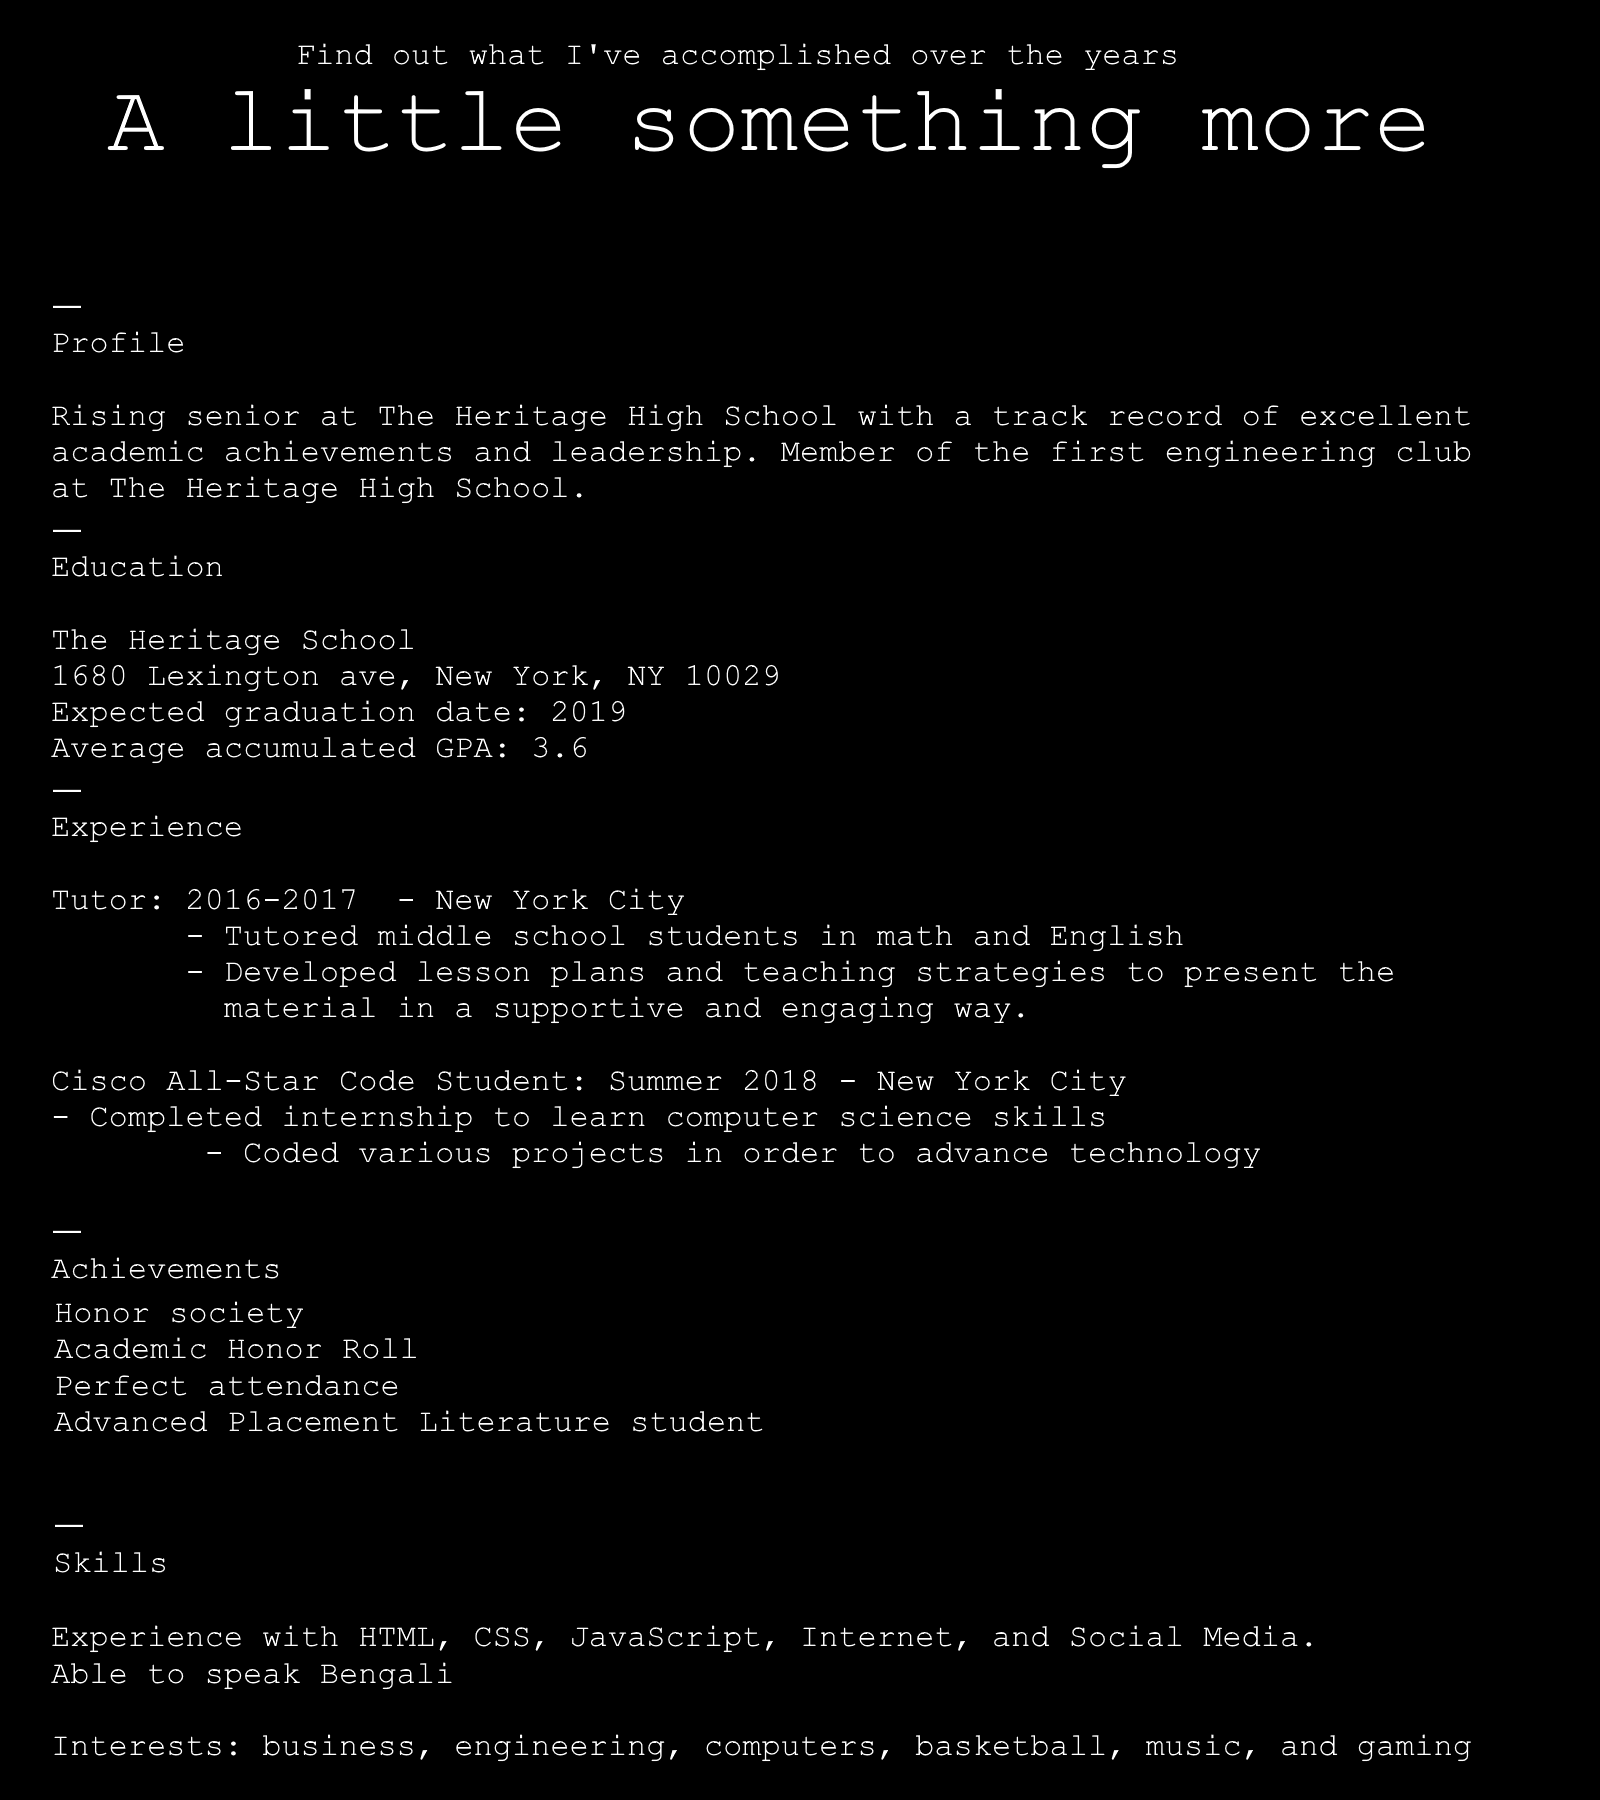 Find out what I've accomplished over the years
A little something more
—
Profile
Rising senior at The Heritage High School with a track record of excellent
academic achievements and leadership. Member of the first engineering club
at The Heritage High School.
—
Education
The Heritage School
1680 Lexington ave, New York, NY 10029
Expected graduation date: 2019
Average accumulated GPA: 3.6
—
Experience
Tutor: 2016-2017  - New York City
- Tutored middle school students in math and English
- Developed lesson plans and teaching strategies to present the
material in a supportive and engaging way.
Cisco All-Star Code Student: Summer 2018 - New York City
- Completed internship to learn computer science skills
- Coded various projects in order to advance technology
—
Achievements
Honor society
Academic Honor Roll
Perfect attendance
Advanced Placement Literature student
—
Skills
Experience with HTML, CSS, JavaScript, Internet, and Social Media.
Able to speak Bengali
Interests: business, engineering, computers, basketball, music, and gaming